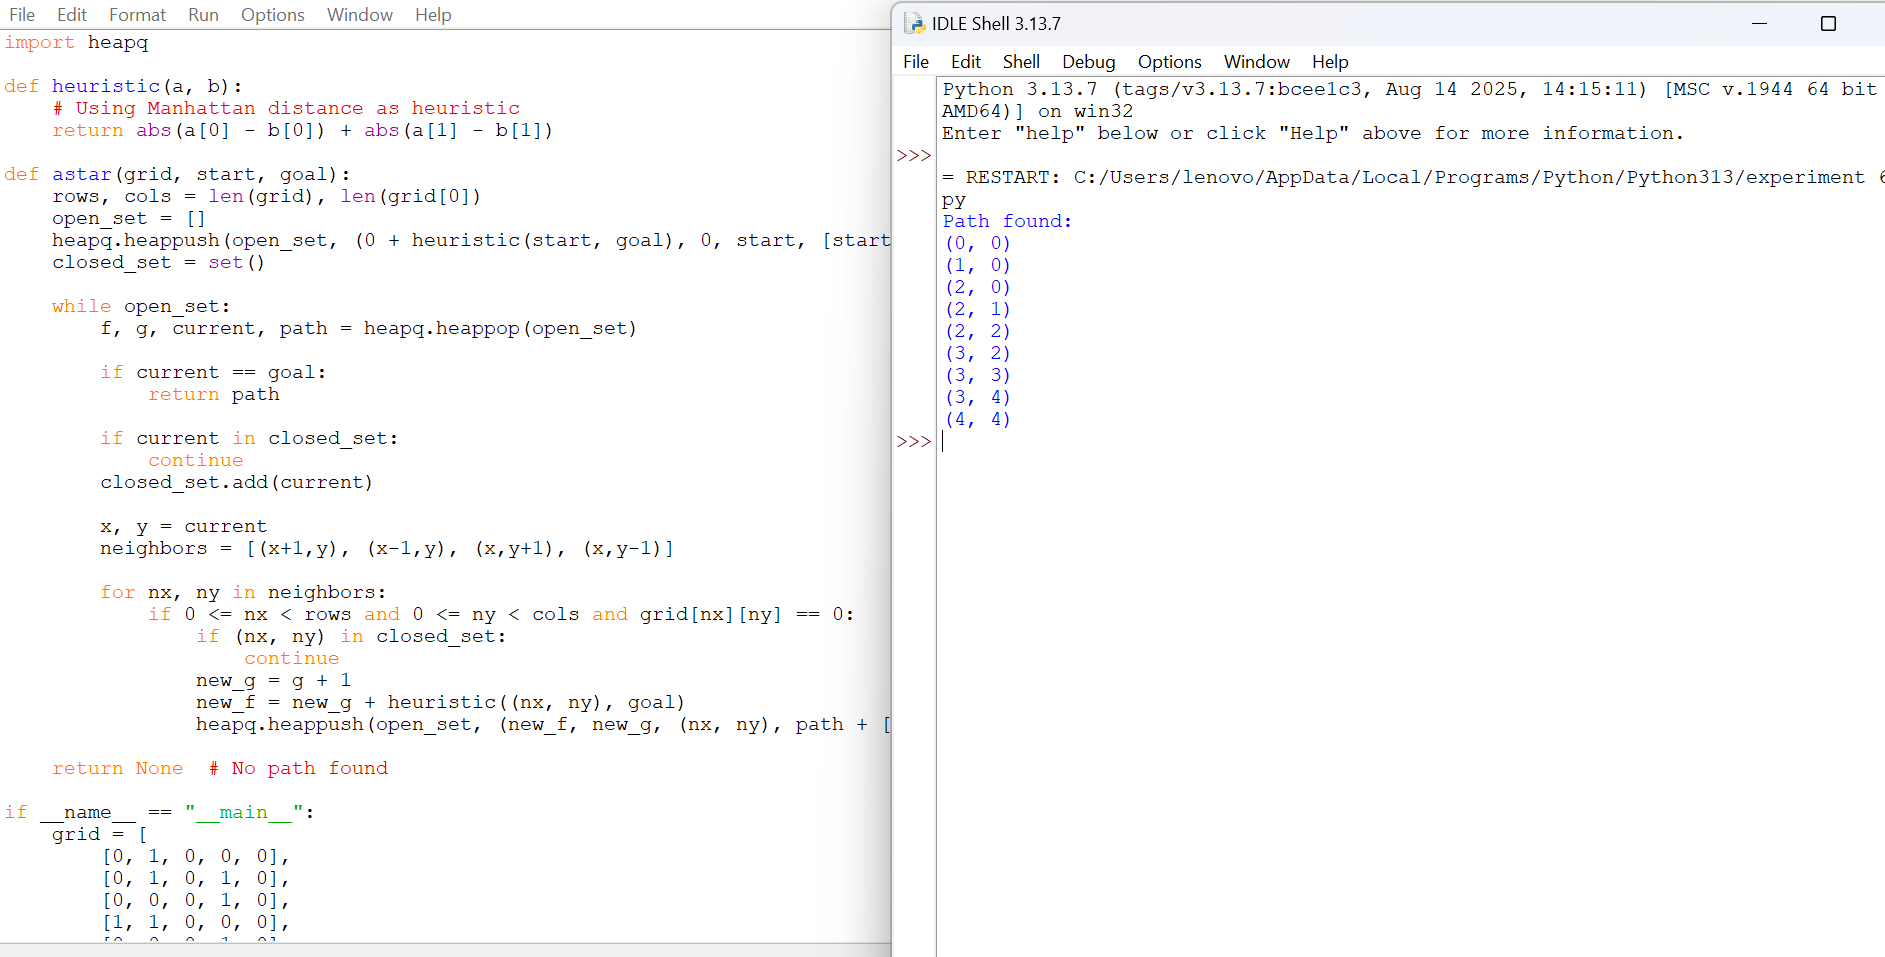 File Edit Format Run Options Window Help
import heapq
def heuristic(a, b):
    # Using Manhattan distance as heuristic
    return abs(a[0] - b[0]) + abs(a[1] - b[1])
def astar(grid, start, goal):
    rows, cols = len(grid), len(grid[0])
    open_set = []
    heapq.heappush(open_set, (0 + heuristic(start, goal), 0, start, [start
    closed_set = set()
    while open_set:
        f, g, current, path = heapq.heappop(open_set)
        if current == goal:
            return path
        if current in closed_set:
            continue
        closed_set.add(current)
        x, y = current
        neighbors = [(x+1,y), (x-1,y), (x,y+1), (x,y-1)]
        for nx, ny in neighbors:
            if 0 <= nx < rows and 0 <= ny < cols and grid[nx][ny] == 0:
                if (nx, ny) in closed_set:
                    continue
                new_g = g + 1
                new_f = new_g + heuristic((nx, ny), goal)
                heapq.heappush(open_set, (new_f, new_g, (nx, ny), path + [
    return None  # No path found
if __name__ == "__main__":
    grid = [
        [0, 1, 0, 0, 0],
        [0, 1, 0, 1, 0],
        [0, 0, 0, 1, 0],
        [1, 1, 0, 0, 0],
        [0, 0, 0, 1, 0]
IDLE Shell 3.13.7
File Edit Shell Debug Options Window Help
Python 3.13.7 (tags/v3.13.7:bcee1c3, Aug 14 2025, 14:15:11) [MSC v.1944 64 bit
AMD64)] on win32
Enter "help" below or click "Help" above for more information.
>>>
= RESTART: C:/Users/lenovo/AppData/Local/Programs/Python/Python313/experiment 6
py
Path found:
(0, 0)
(1, 0)
(2, 0)
(2, 1)
(2, 2)
(3, 2)
(3, 3)
(3, 4)
(4, 4)
>>>